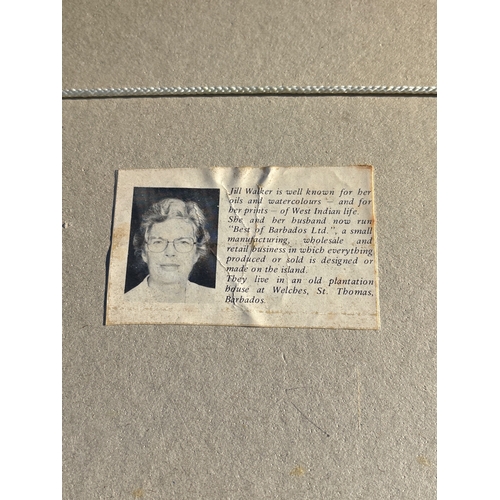 Jill Walker is well known for her
oils and watercolours — and for
her prints — of West Indian life.
She and her husband now run
"Best of Barbados Ltd.", a small
manufacturing, wholesale and
retail business in which everything
produced or sold is designed or
made on the island.
They live in an old plantation
house at Welches, St. Thomas,
Barbados.